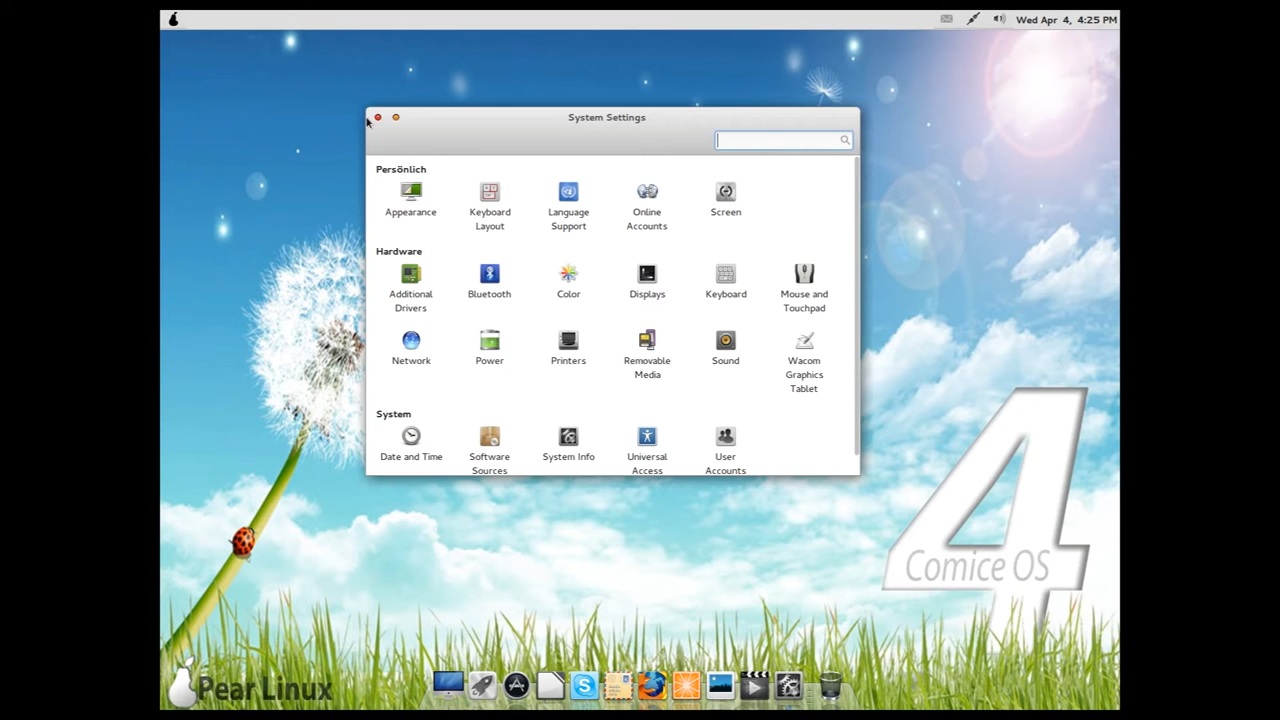 Wed Apr 4, 4:25 PM
System Settings
Persönlich
Appearance
Keyboard
Layout
Language
Support
Online
Accounts
Screen
Hardware
Additional
Drivers
Bluetooth
Color
Displays
Keyboard
Mouse and
Touchpad
Network
Power
Printers
Removable
Media
Sound
Wacom
Graphics
Tablet
System
Date and Time
Software
Sources
System Info
Universal
Access
User
Accounts
4
Comice OS
Pear Linux